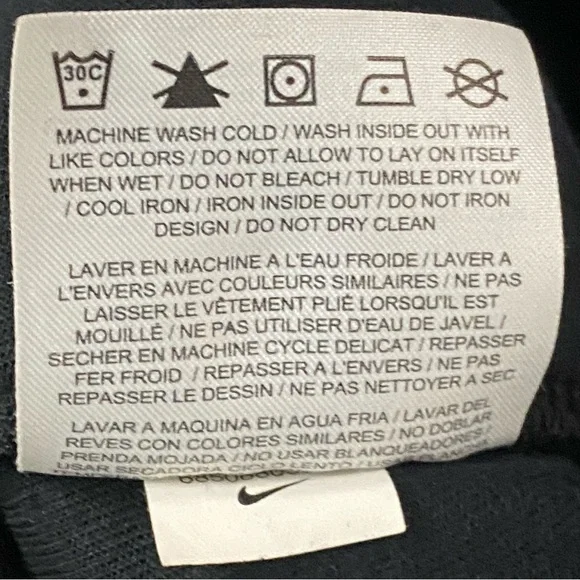 30C
MACHINE WASH COLD / WASH INSIDE OUT WITH
LIKE COLORS / DO NOT ALLOW TO LAY ON ITSELF
WHEN WET / DO NOT BLEACH / TUMBLE DRY LOW
/ COOL IRON / IRON INSIDE OUT / DO NOT IRON
DESIGN / DO NOT DRY CLEAN
LAVER EN MACHINE A L'EAU FROIDE / LAVER A
L'ENVERS AVEC COULEURS SIMILAIRES / NE PAS
LAISSER LE VÊTEMENT PLIÉ LORSQU'IL EST
MOUILLÉ / NE PAS UTILISER D'EAU DE JAVEL /
SECHER EN MACHINE CYCLE DELICAT / REPASSER
FER FROID / REPASSER A L'ENVERS / NE PAS
REPASSER LE DESSIN / NE PAS NETTOYER A SEC
LAVAR A MAQUINA EN AGUA FRIA / LAVAR DEL
REVES CON COLORES SIMILARES / NO DOBLAR
PRENDA MOJADA / NO USAR BLANQUEADORES /
USAR SECADORA CICLO LENTO /